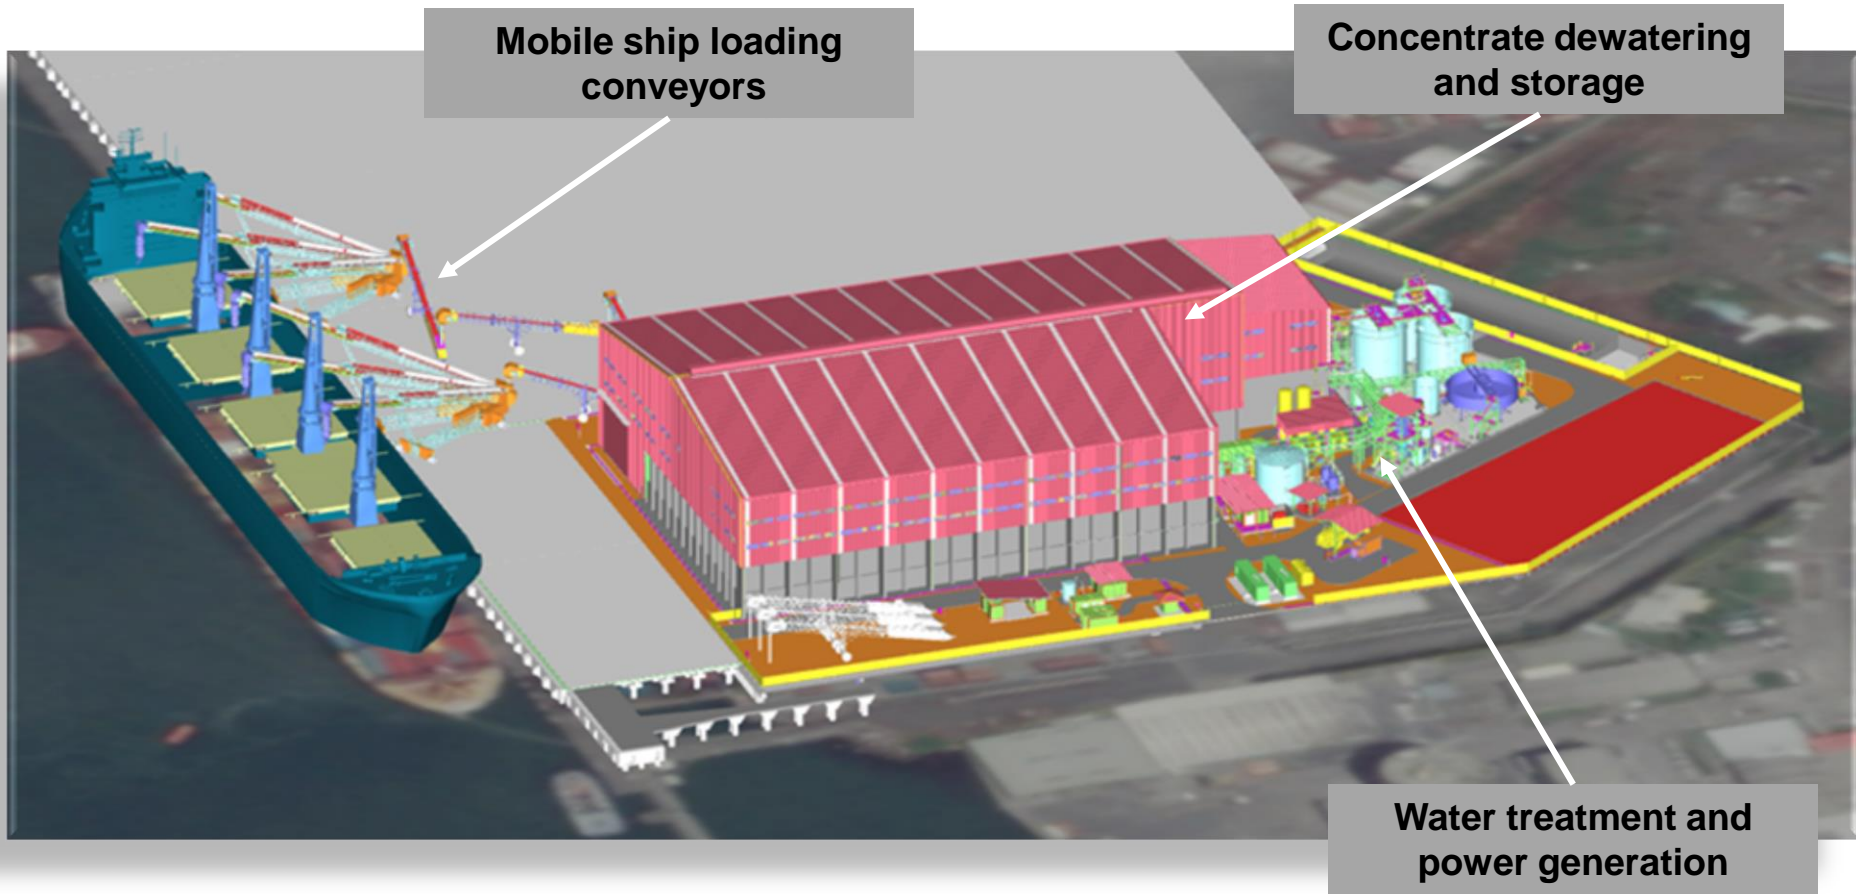 Mobile ship loading
conveyors
Concentrate dewatering
and storage
Water treatment and
power generation